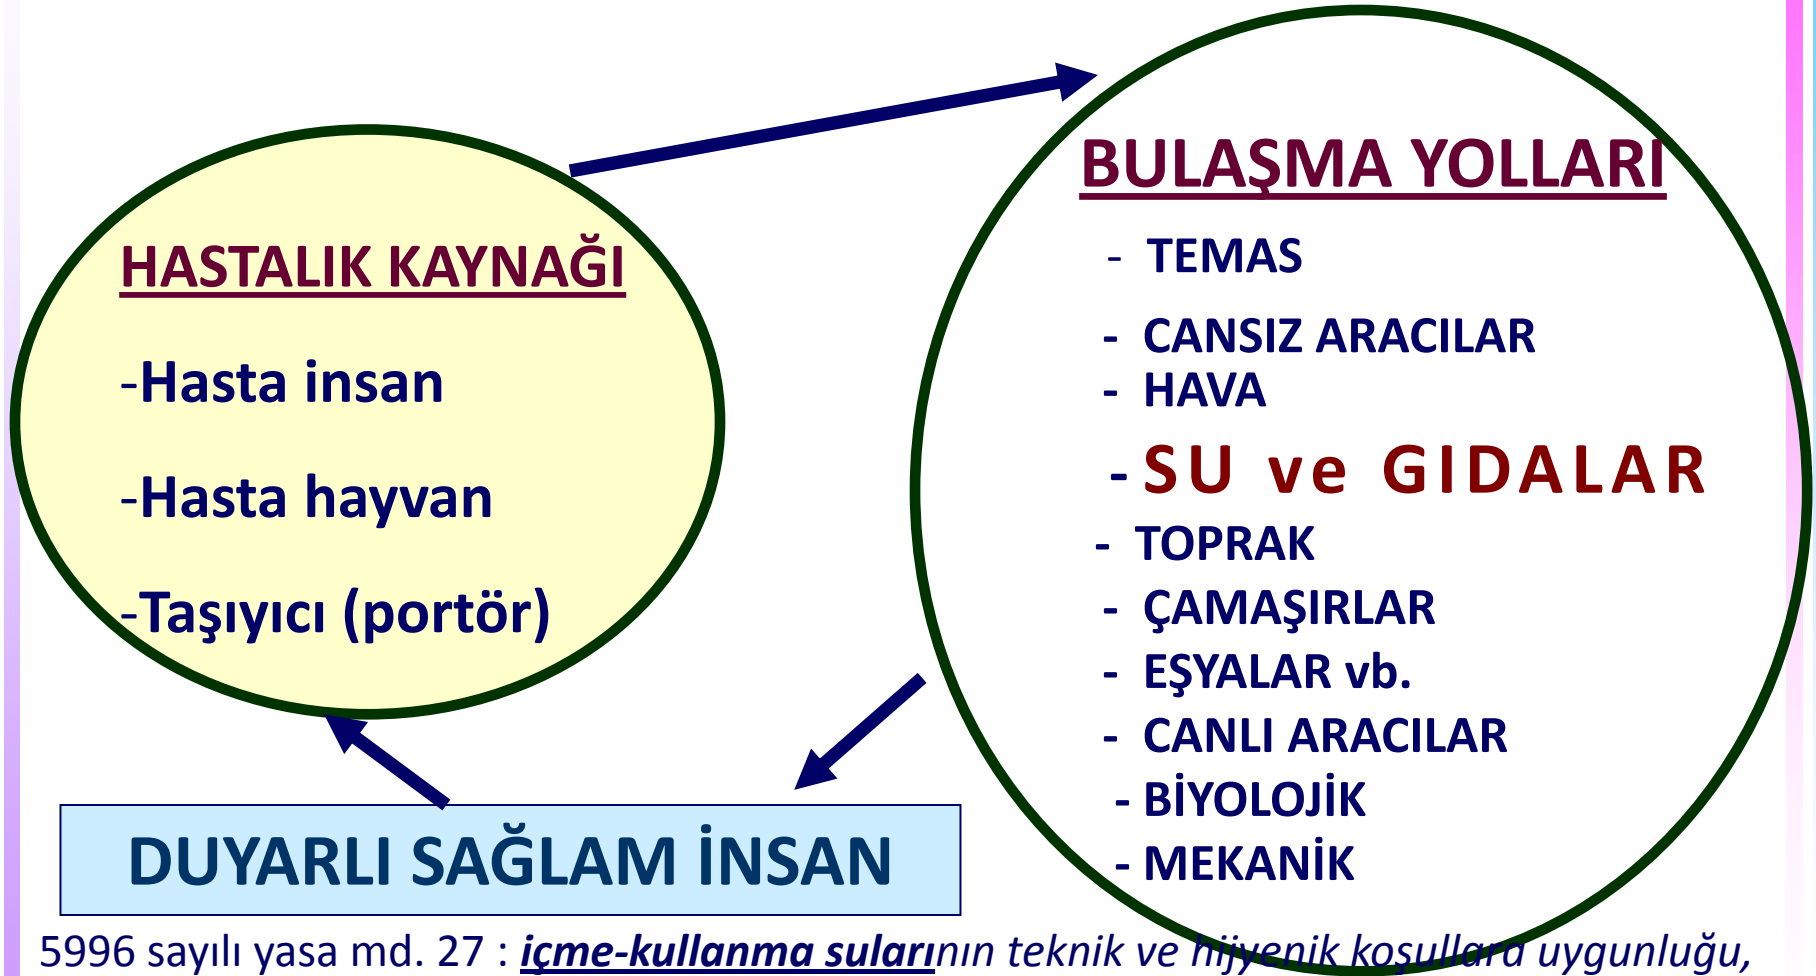 HASTALIK KAYNAĞI
-Hasta insan
-Hasta hayvan
-Taşıyıcı (portör)
BULAŞMA YOLLARI
- TEMAS
- CANSIZ ARACILAR
- HAVA
- SU ve GIDALAR
- TOPRAK
- ÇAMAŞIRLAR
- EŞYALAR vb.
- CANLI ARACILAR
- BİYOLOJİK
- MEKANİK
DUYARLI SAĞLAM İNSAN
5996 sayılı yasa md. 27 : içme-kullanma sularının teknik ve hijyenik koşullara uygunluğu,